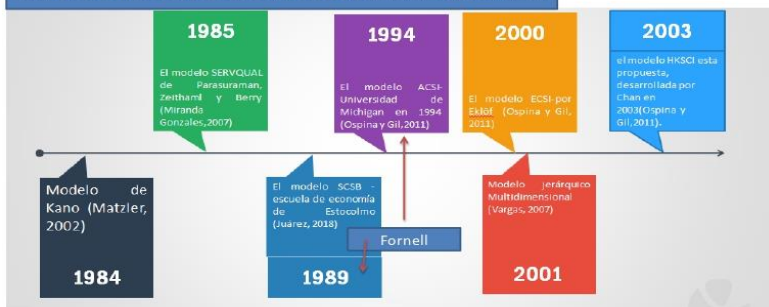 1985
El modelo SERVQUAL
de Parasuraman,
Zeithaml y Berry
(Miranda
Gonzales,2007)
1994
El modelo ACSI-
Universidad de
Michigan en 1994
(Ospina y Gil,2011)
2000
El modelo ECSI-por
Eklöf (Ospina y Gil,
2011)
2003
el modelo HKSCI esta
propuesta,
desarrollada por
Chan en
2003(Ospina y
Gil,2011).
Modelo de
Kano (Matzler,
2002)
1984
El modelo SCSB -
escuela de economía
de Estocolmo
(Juárez, 2018)
1989
Fornell
Modelo Jerárquico
Multidimensional
(Vargas, 2007)
2001